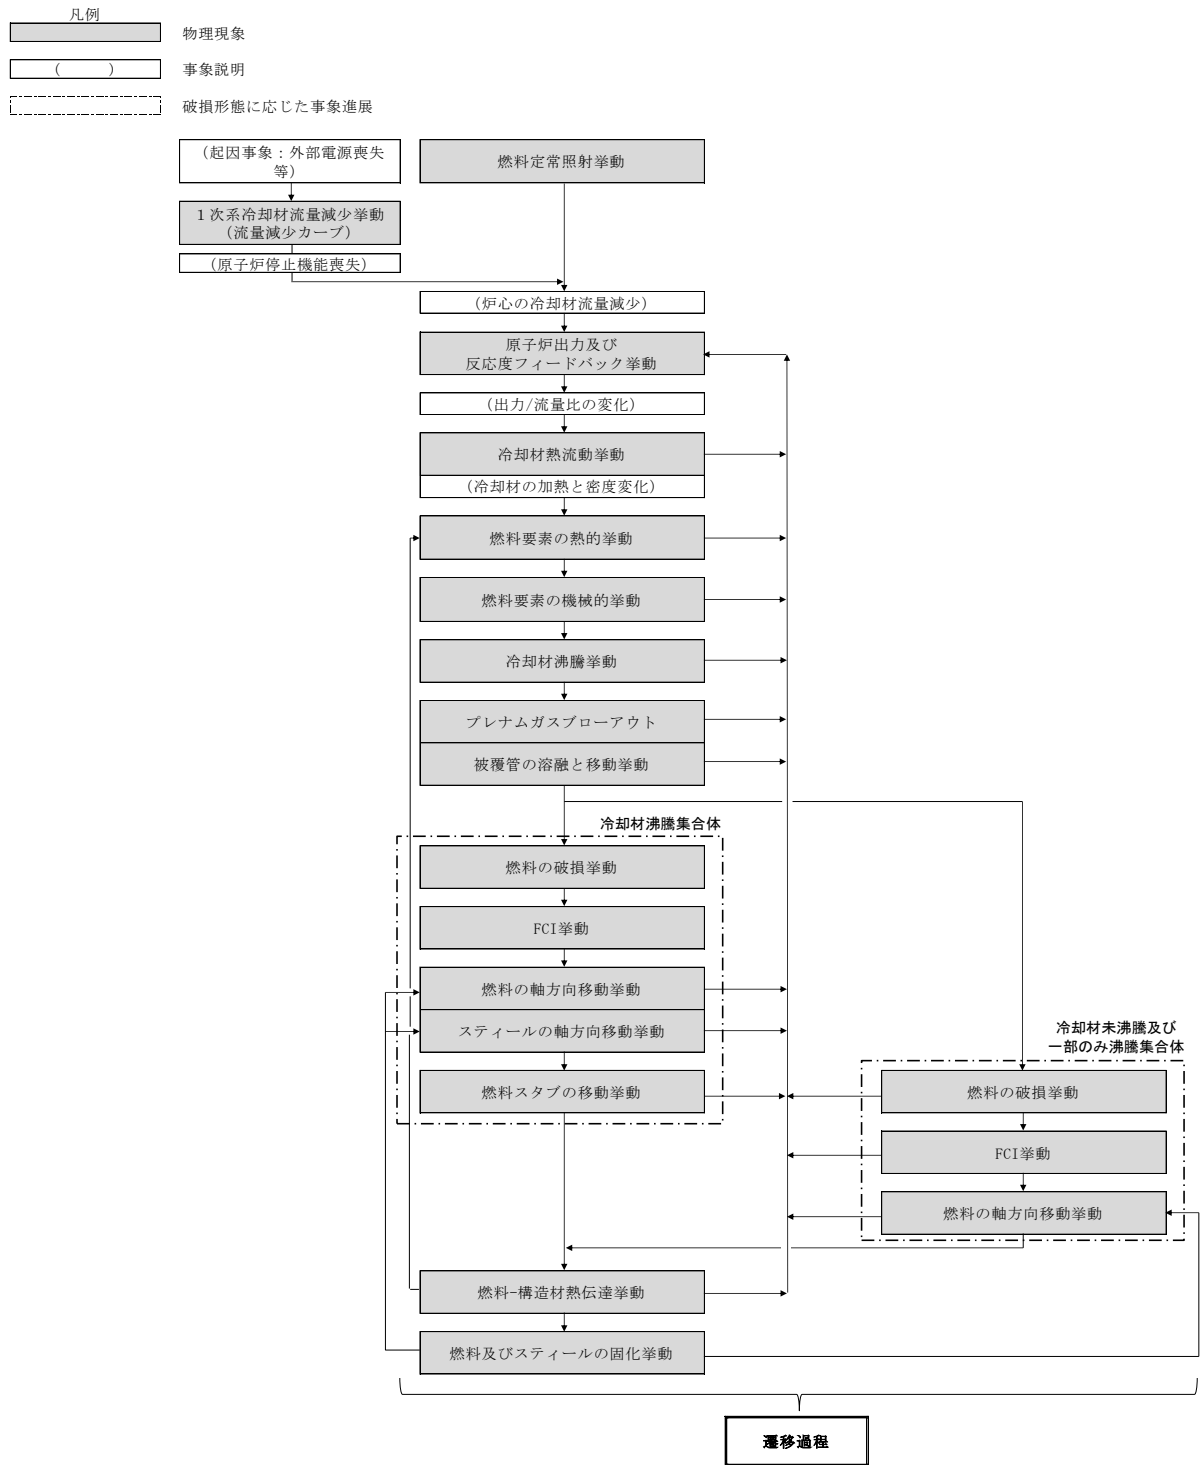 凡例
物理現象
(　　　)
事象説明
破損形態に応じた事象進展
(起因事象：外部電源喪失
等)
燃料定常照射挙動
１次系冷却材流量減少挙動
(流量減少カーブ)
(原子炉停止機能喪失)
(炉心の冷却材流量減少)
原子炉出力及び
反応度フィードバック挙動
(出力/流量比の変化)
冷却材熱流動挙動
(冷却材の加熱と密度変化)
燃料要素の熱的挙動
燃料要素の機械的挙動
冷却材沸騰挙動
プレナムガスブローアウト
被覆管の溶融と移動挙動
冷却材沸騰集合体
燃料の破損挙動
FCI挙動
燃料の軸方向移動挙動
スティールの軸方向移動挙動
燃料スタブの移動挙動
冷却材未沸騰及び
一部のみ沸騰集合体
燃料の破損挙動
FCI挙動
燃料の軸方向移動挙動
燃料-構造材熱伝達挙動
燃料及びスティールの固化挙動
遷移過程